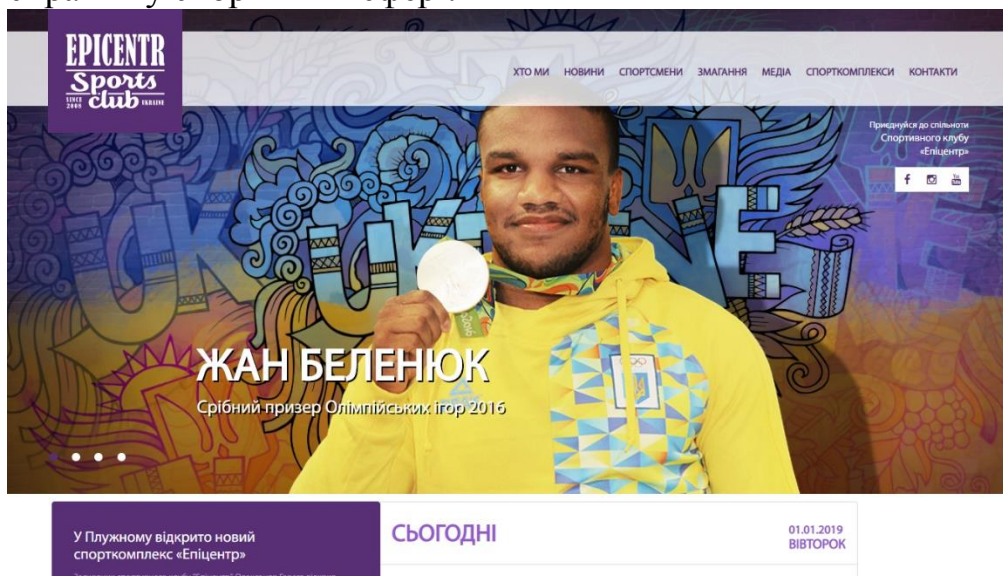 EPICENTR
Sports
SINCE 2009 club UKRAINE
ХТО МИ НОВИНИ СПОРТСМЕНИ ЗМАГАННЯ МЕДІА СПОРТКОМПЛЕКСИ КОНТАКТИ
Приєднуйся до спільноти
Спортивного клубу
«Епіцентр»
f You Tube
UKRAINE
ЖАН БЕЛЕНЮК
Срібний призер Олімпійських ігор 2016
У Плужному відкрито новий
спорткомплекс «Епіцентр»
СЬОГОДНІ
01.01.2019
ВІВТОРОК